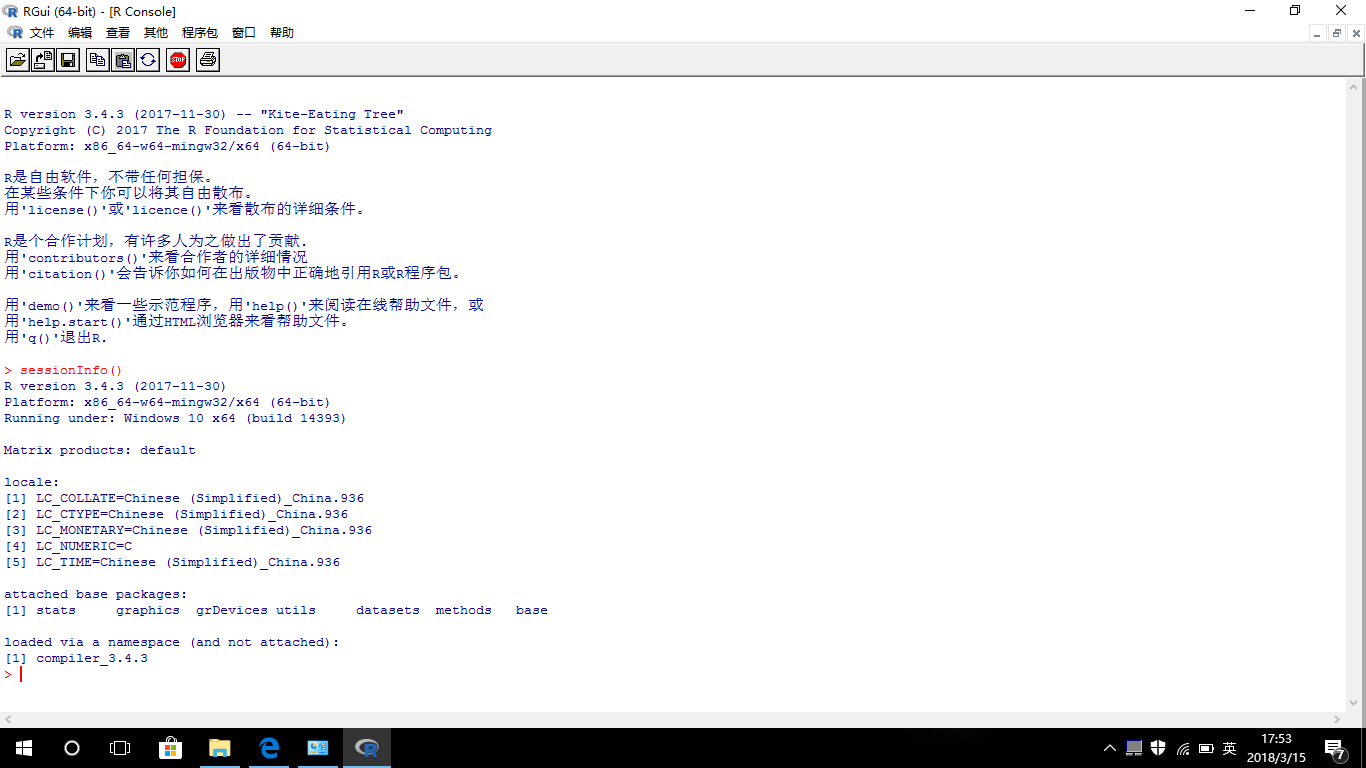 RGui (64-bit) - [R Console]
文件 编辑 查看 其他 程序包 窗口 帮助
STOP
R version 3.4.3 (2017-11-30) -- "Kite-Eating Tree"
Copyright (C) 2017 The R Foundation for Statistical Computing
Platform: x86_64-w64-mingw32/x64 (64-bit)
R是自由软件，不带任何担保。
在某些条件下你可以将其自由散布。
用'license()'或'licence()'来看散布的详细条件。
R是个合作计划，有许多人为之做出了贡献.
用'contributors()'来看合作者的详细情况
用'citation()'会告诉你如何在出版物中正确地引用R或R程序包。
用'demo()'来看一些示范程序，用'help()'来阅读在线帮助文件，或
用'help.start()'通过HTML浏览器来看帮助文件。
用'q()'退出R.
> sessionInfo()
R version 3.4.3 (2017-11-30)
Platform: x86_64-w64-mingw32/x64 (64-bit)
Running under: Windows 10 x64 (build 14393)
Matrix products: default
locale:
[1] LC_COLLATE=Chinese (Simplified)_China.936
[2] LC_CTYPE=Chinese (Simplified)_China.936
[3] LC_MONETARY=Chinese (Simplified)_China.936
[4] LC_NUMERIC=C
[5] LC_TIME=Chinese (Simplified)_China.936
attached base packages:
[1] stats     graphics  grDevices utils     datasets  methods   base
loaded via a namespace (and not attached):
[1] compiler_3.4.3
>
英
17:53
2018/3/15
7